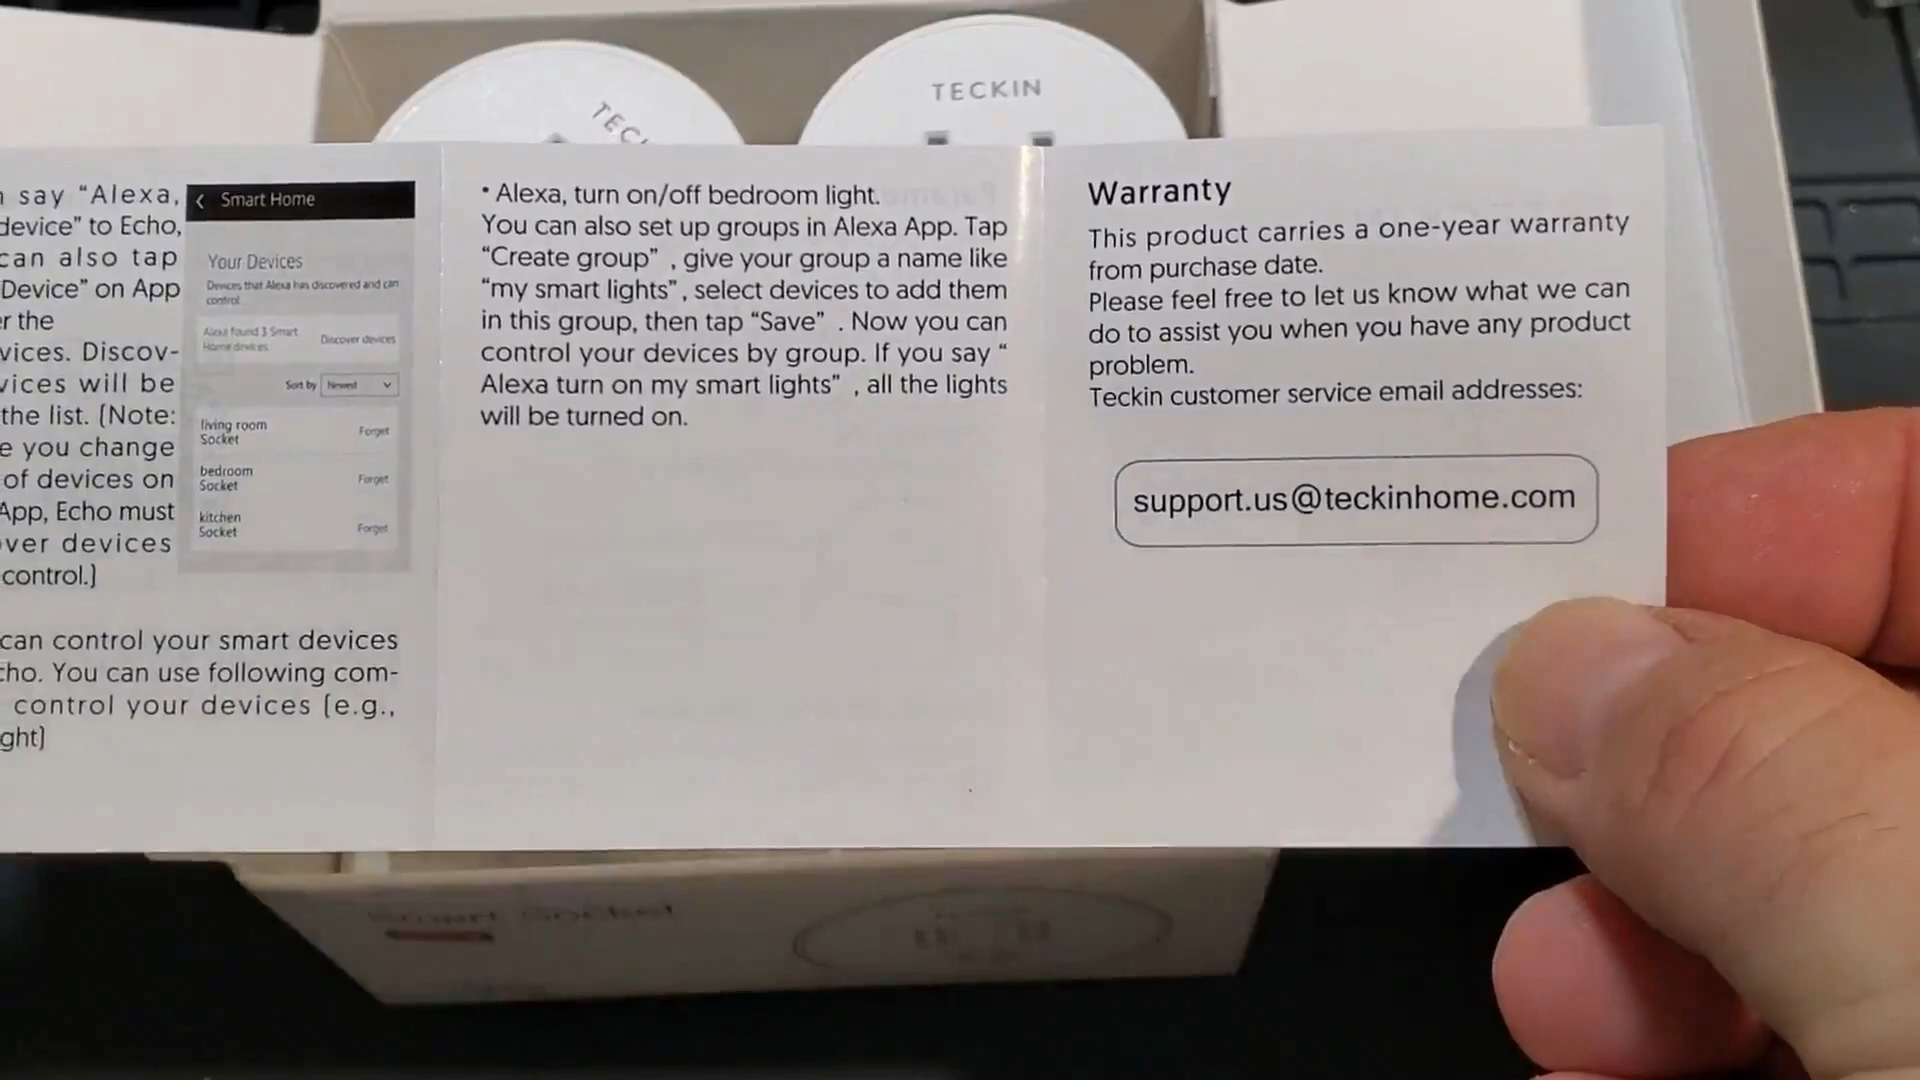 TECKIN
TECK
say “Alexa,
device” to Echo,
can also tap
Device” on App
the
vices. Discov-
vices will be
the list. (Note:
you change
of devices on
App, Echo must
over devices
control.)
can control your smart devices
Echo. You can use following com-
control your devices (e.g.,
ght)
< Smart Home
Your Devices
Devices that Alexa has discovered and can
control.
Alexa found 3 Smart
Home devices.
Discover devices
Sort by Newest
living room
Socket
Forget
bedroom
Socket
Forget
kitchen
Socket
Forget
• Alexa, turn on/off bedroom light.
You can also set up groups in Alexa App. Tap
“Create group” , give your group a name like
“my smart lights” , select devices to add them
in this group, then tap “Save” . Now you can
control your devices by group. If you say “
Alexa turn on my smart lights” , all the lights
will be turned on.
Warranty
This product carries a one-year warranty
from purchase date.
Please feel free to let us know what we can
do to assist you when you have any product
problem.
Teckin customer service email addresses:
support.us@teckinhome.com
Smart Socket